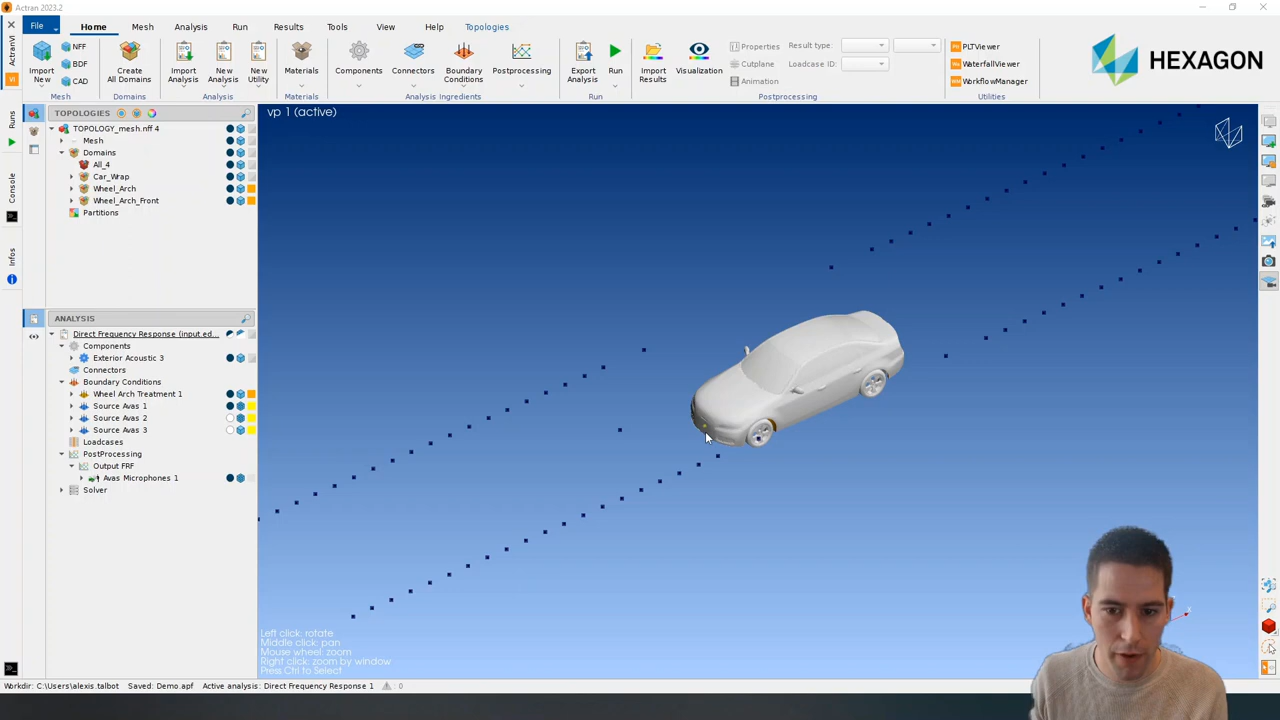 Actran 2023.2
File
Home
Mesh
Analysis
Run
Results
Tools
View
Help
Topologies
ActranVI
VI
Runs
Console
Infos
Import
New
NFF
BDF
CAD
Mesh
Create
All Domains
Domains
Import
Analysis
New
Analysis
New
Utility
Analysis
Materials
Materials
Components
Connectors
Boundary
Conditions
Postprocessing
Analysis Ingredients
Export
Analysis
Run
Run
Import
Results
Visualization
Properties
Cutplane
Animation
Result type:
Loadcase ID:
Postprocessing
PLTViewer
WaterfallViewer
WorkflowManager
Utilities
HEXAGON
TOPOLOGIES
TOPOLOGY_mesh.nff 4
Mesh
Domains
All_4
Car_Wrap
Wheel_Arch
Wheel_Arch_Front
Partitions
ANALYSIS
Direct Frequency Response (input.ed...
Components
Exterior Acoustic 3
Connectors
Boundary Conditions
Wheel Arch Treatment 1
Source Avas 1
Source Avas 2
Source Avas 3
Loadcases
PostProcessing
Output FRF
Avas Microphones 1
Solver
vp 1 (active)
Left click: rotate
Middle click: pan
Mouse wheel: zoom
Right click: zoom by window
Press Ctrl to Select
X
Workdir: C:\Users\alexis.talbot Saved: Demo.apf Active analysis: Direct Frequency Response 1 : 0